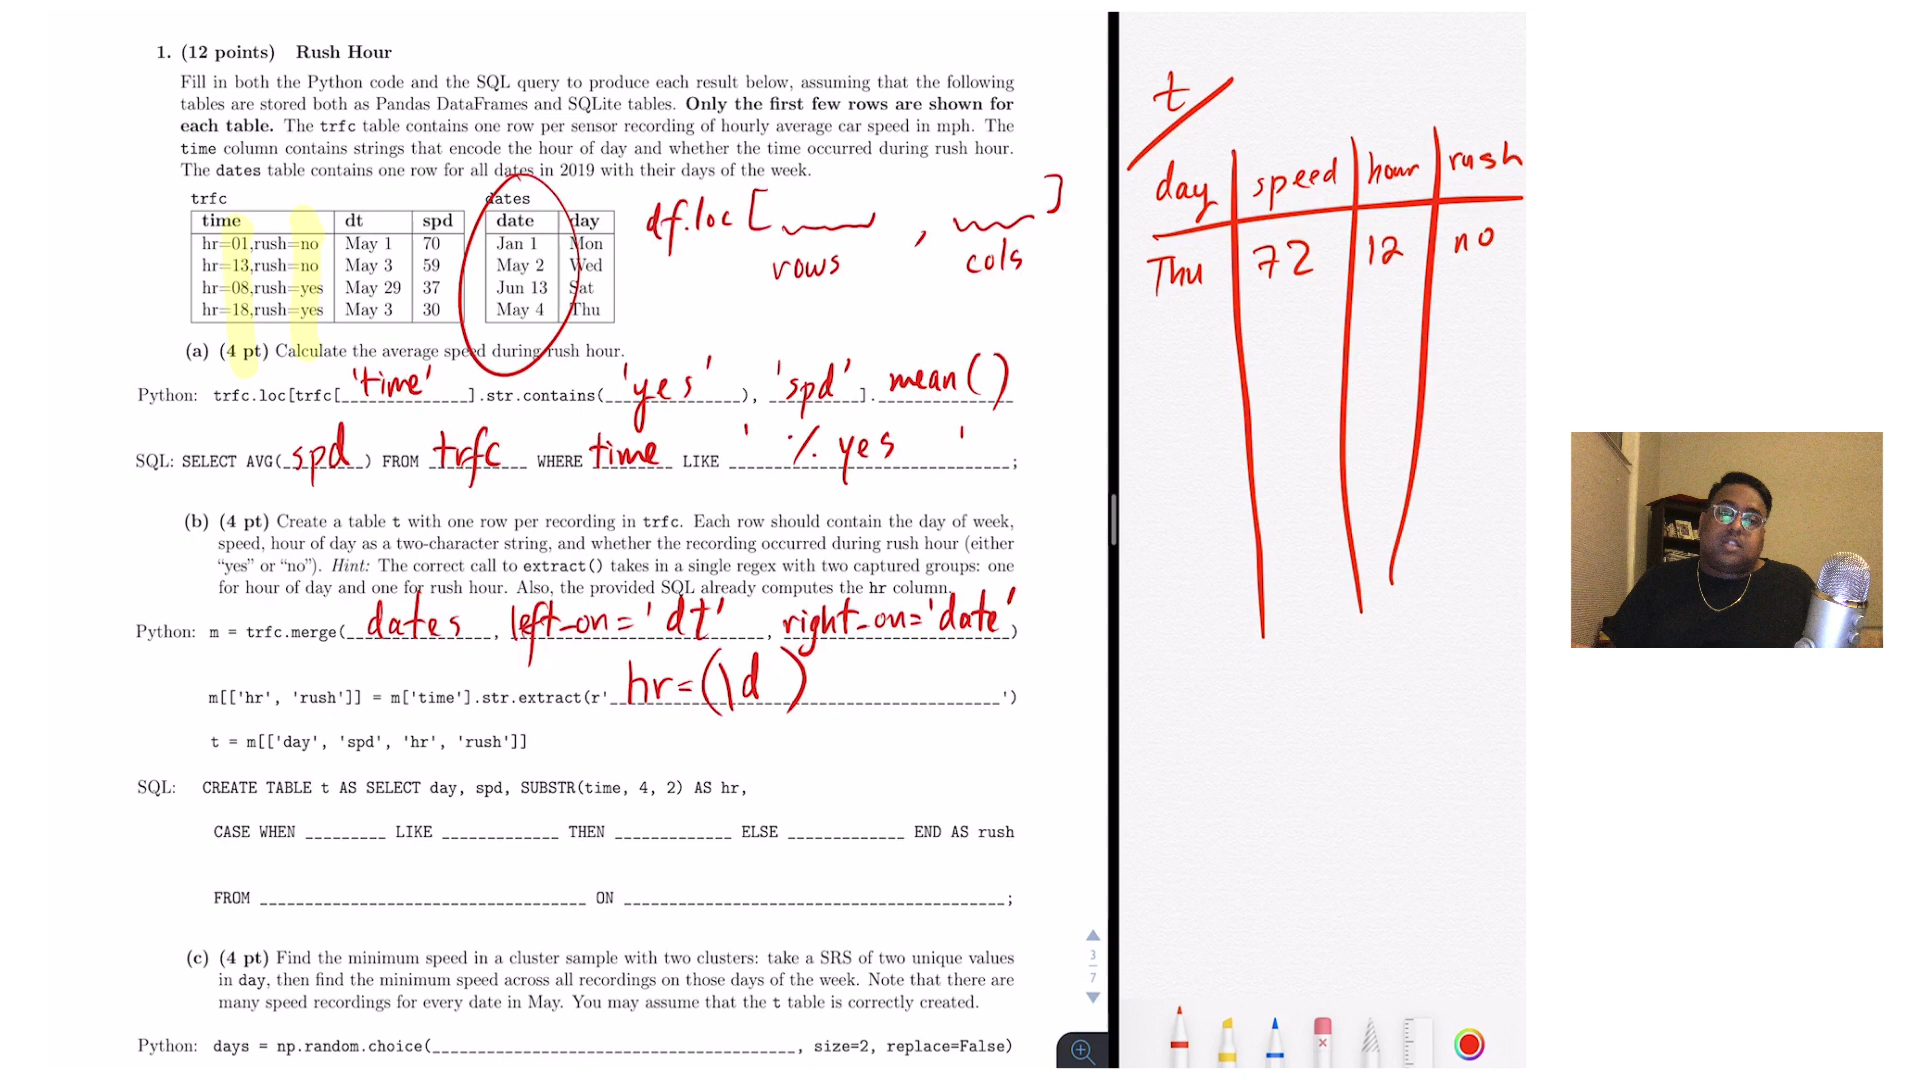 1. (12 points) Rush Hour
Fill in both the Python code and the SQL query to produce each result below, assuming that the following
tables are stored both as Pandas DataFrames and SQLite tables. Only the first few rows are shown for
each table. The trfc table contains one row per sensor recording of hourly average car speed in mph. The
time column contains strings that encode the hour of day and whether the time occurred during rush hour.
The dates table contains one row for all dates in 2019 with their days of the week.
trfc
time dt spd
hr=01,rush=no May 1 70
hr=13,rush=no May 3 59
hr=08,rush=yes May 29 37
hr=18,rush=yes May 3 30
dates
date day
Jan 1 Mon
May 2 Wed
Jun 13 Sat
May 4 Thu
df.loc[ , ]
rows cols
(a) (4 pt) Calculate the average speed during rush hour.
Python: trfc.loc[trfc['time'].str.contains('yes'), 'spd'].mean()
SQL: SELECT AVG(spd) FROM trfc WHERE time LIKE '% yes ';
(b) (4 pt) Create a table t with one row per recording in trfc. Each row should contain the day of week,
speed, hour of day as a two-character string, and whether the recording occurred during rush hour (either
“yes” or “no”). Hint: The correct call to extract() takes in a single regex with two captured groups: one
for hour of day and one for rush hour. Also, the provided SQL already computes the hr column.
Python: m = trfc.merge(dates, left_on='dt', right_on='date')
m[['hr', 'rush']] = m['time'].str.extract(r'hr=(\d )')
t = m[['day', 'spd', 'hr', 'rush']]
SQL: CREATE TABLE t AS SELECT day, spd, SUBSTR(time, 4, 2) AS hr,
CASE WHEN ________ LIKE ____________ THEN ____________ ELSE ____________ END AS rush
FROM __________________________________ ON ________________________________________;
(c) (4 pt) Find the minimum speed in a cluster sample with two clusters: take a SRS of two unique values
in day, then find the minimum speed across all recordings on those days of the week. Note that there are
many speed recordings for every date in May. You may assume that the t table is correctly created.
Python: days = np.random.choice(______________________________________, size=2, replace=False)
3
7
t
day speed hour rush
Thu 72 12 no